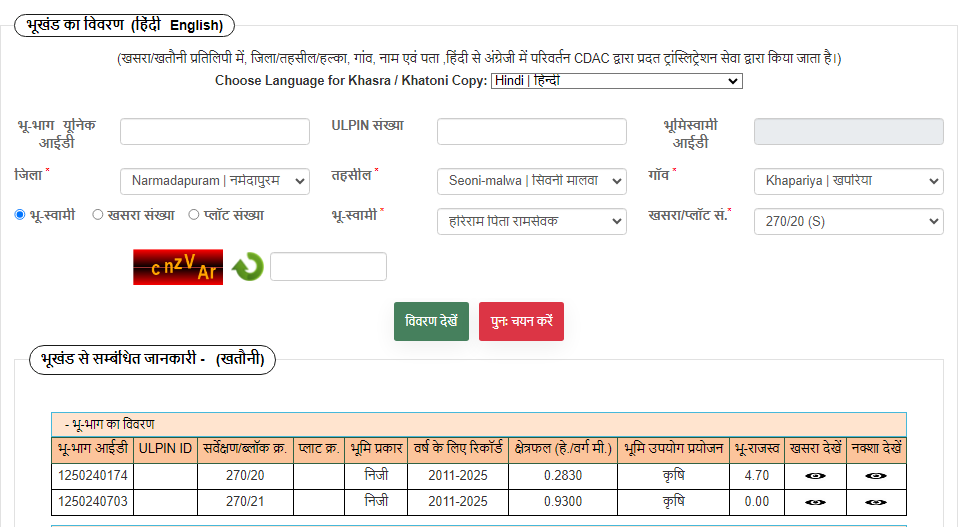 भूखंड का विवरण (हिंदी English)
(खसरा/खतौनी प्रतिलिपी में, जिला/तहसील/हल्का, गांव, नाम एवं पता ,हिंदी से अंग्रेजी में परिवर्तन CDAC द्वारा प्रदत ट्रांस्लिट्रेशन सेवा द्वारा किया जाता है।)
Choose Language for Khasra / Khatoni Copy: Hindi | हिन्दी
भू-भाग यूनिक आईडी
ULPIN संख्या
भूमिस्वामी आईडी
जिला * Narmadapuram | नर्मदापुरम
तहसील * Seoni-malwa | सिवनी मालवा
गाँव * Khapariya | खपरिया
भू-स्वामी खसरा संख्या प्लॉट संख्या
भू-स्वामी * हरिराम पिता रामसेवक
खसरा/प्लॉट सं.* 270/20 (S)
cnzVAr
विवरण देखें पुनः चयन करें
भूखंड से सम्बंधित जानकारी - (खतौनी)
- भू-भाग का विवरण
भू-भाग आईडी ULPIN ID सर्वेक्षण/ब्लॉक क्र. प्लाट क्र. भूमि प्रकार वर्ष के लिए रिकॉर्ड क्षेत्रफल (हे./वर्ग मी.) भूमि उपयोग प्रयोजन भू-राजस्व खसरा देखें नक्शा देखें
1250240174 270/20 निजी 2011-2025 0.2830 कृषि 4.70
1250240703 270/21 निजी 2011-2025 0.9300 कृषि 0.00